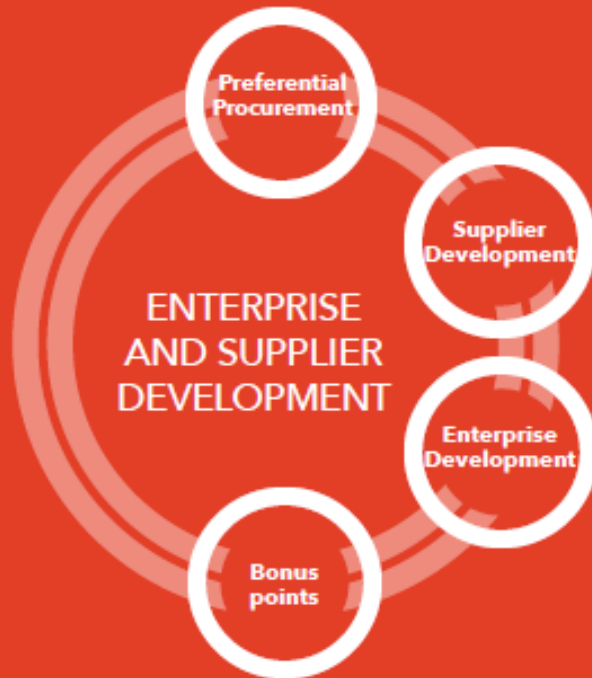 Preferential
Procurement
Supplier
Development
ENTERPRISE
AND SUPPLIER
DEVELOPMENT
Enterprise
Development
Bonus
points